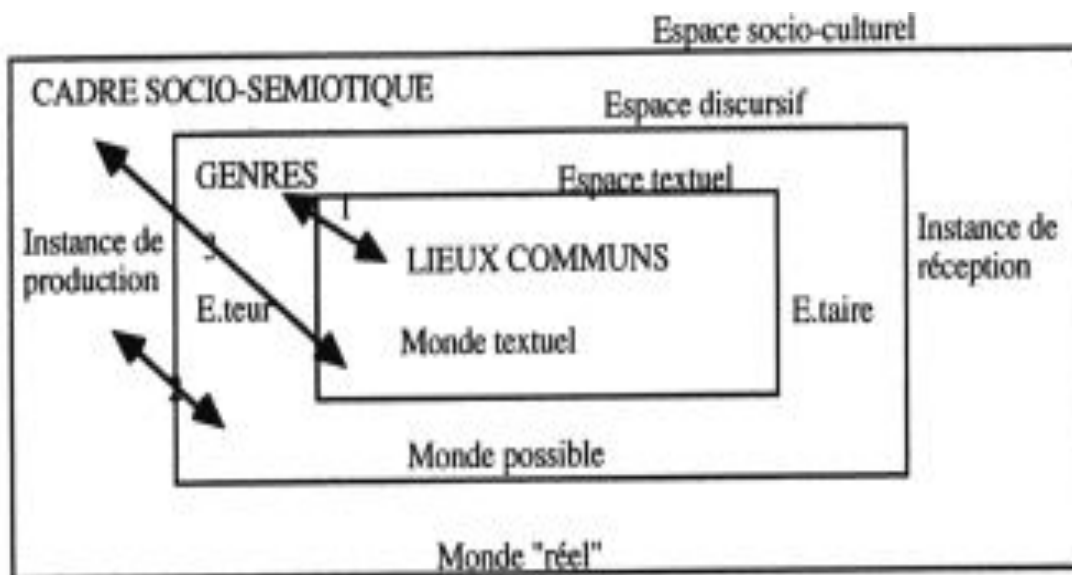 Espace socio-culturel
CADRE SOCIO-SEMIOTIQUE
Espace discursif
GENRES
Espace textuel
1
Instance de
production
3
LIEUX COMMUNS
Instance de
réception
E.teur
E.taire
Monde textuel
Monde possible
Monde "réel"